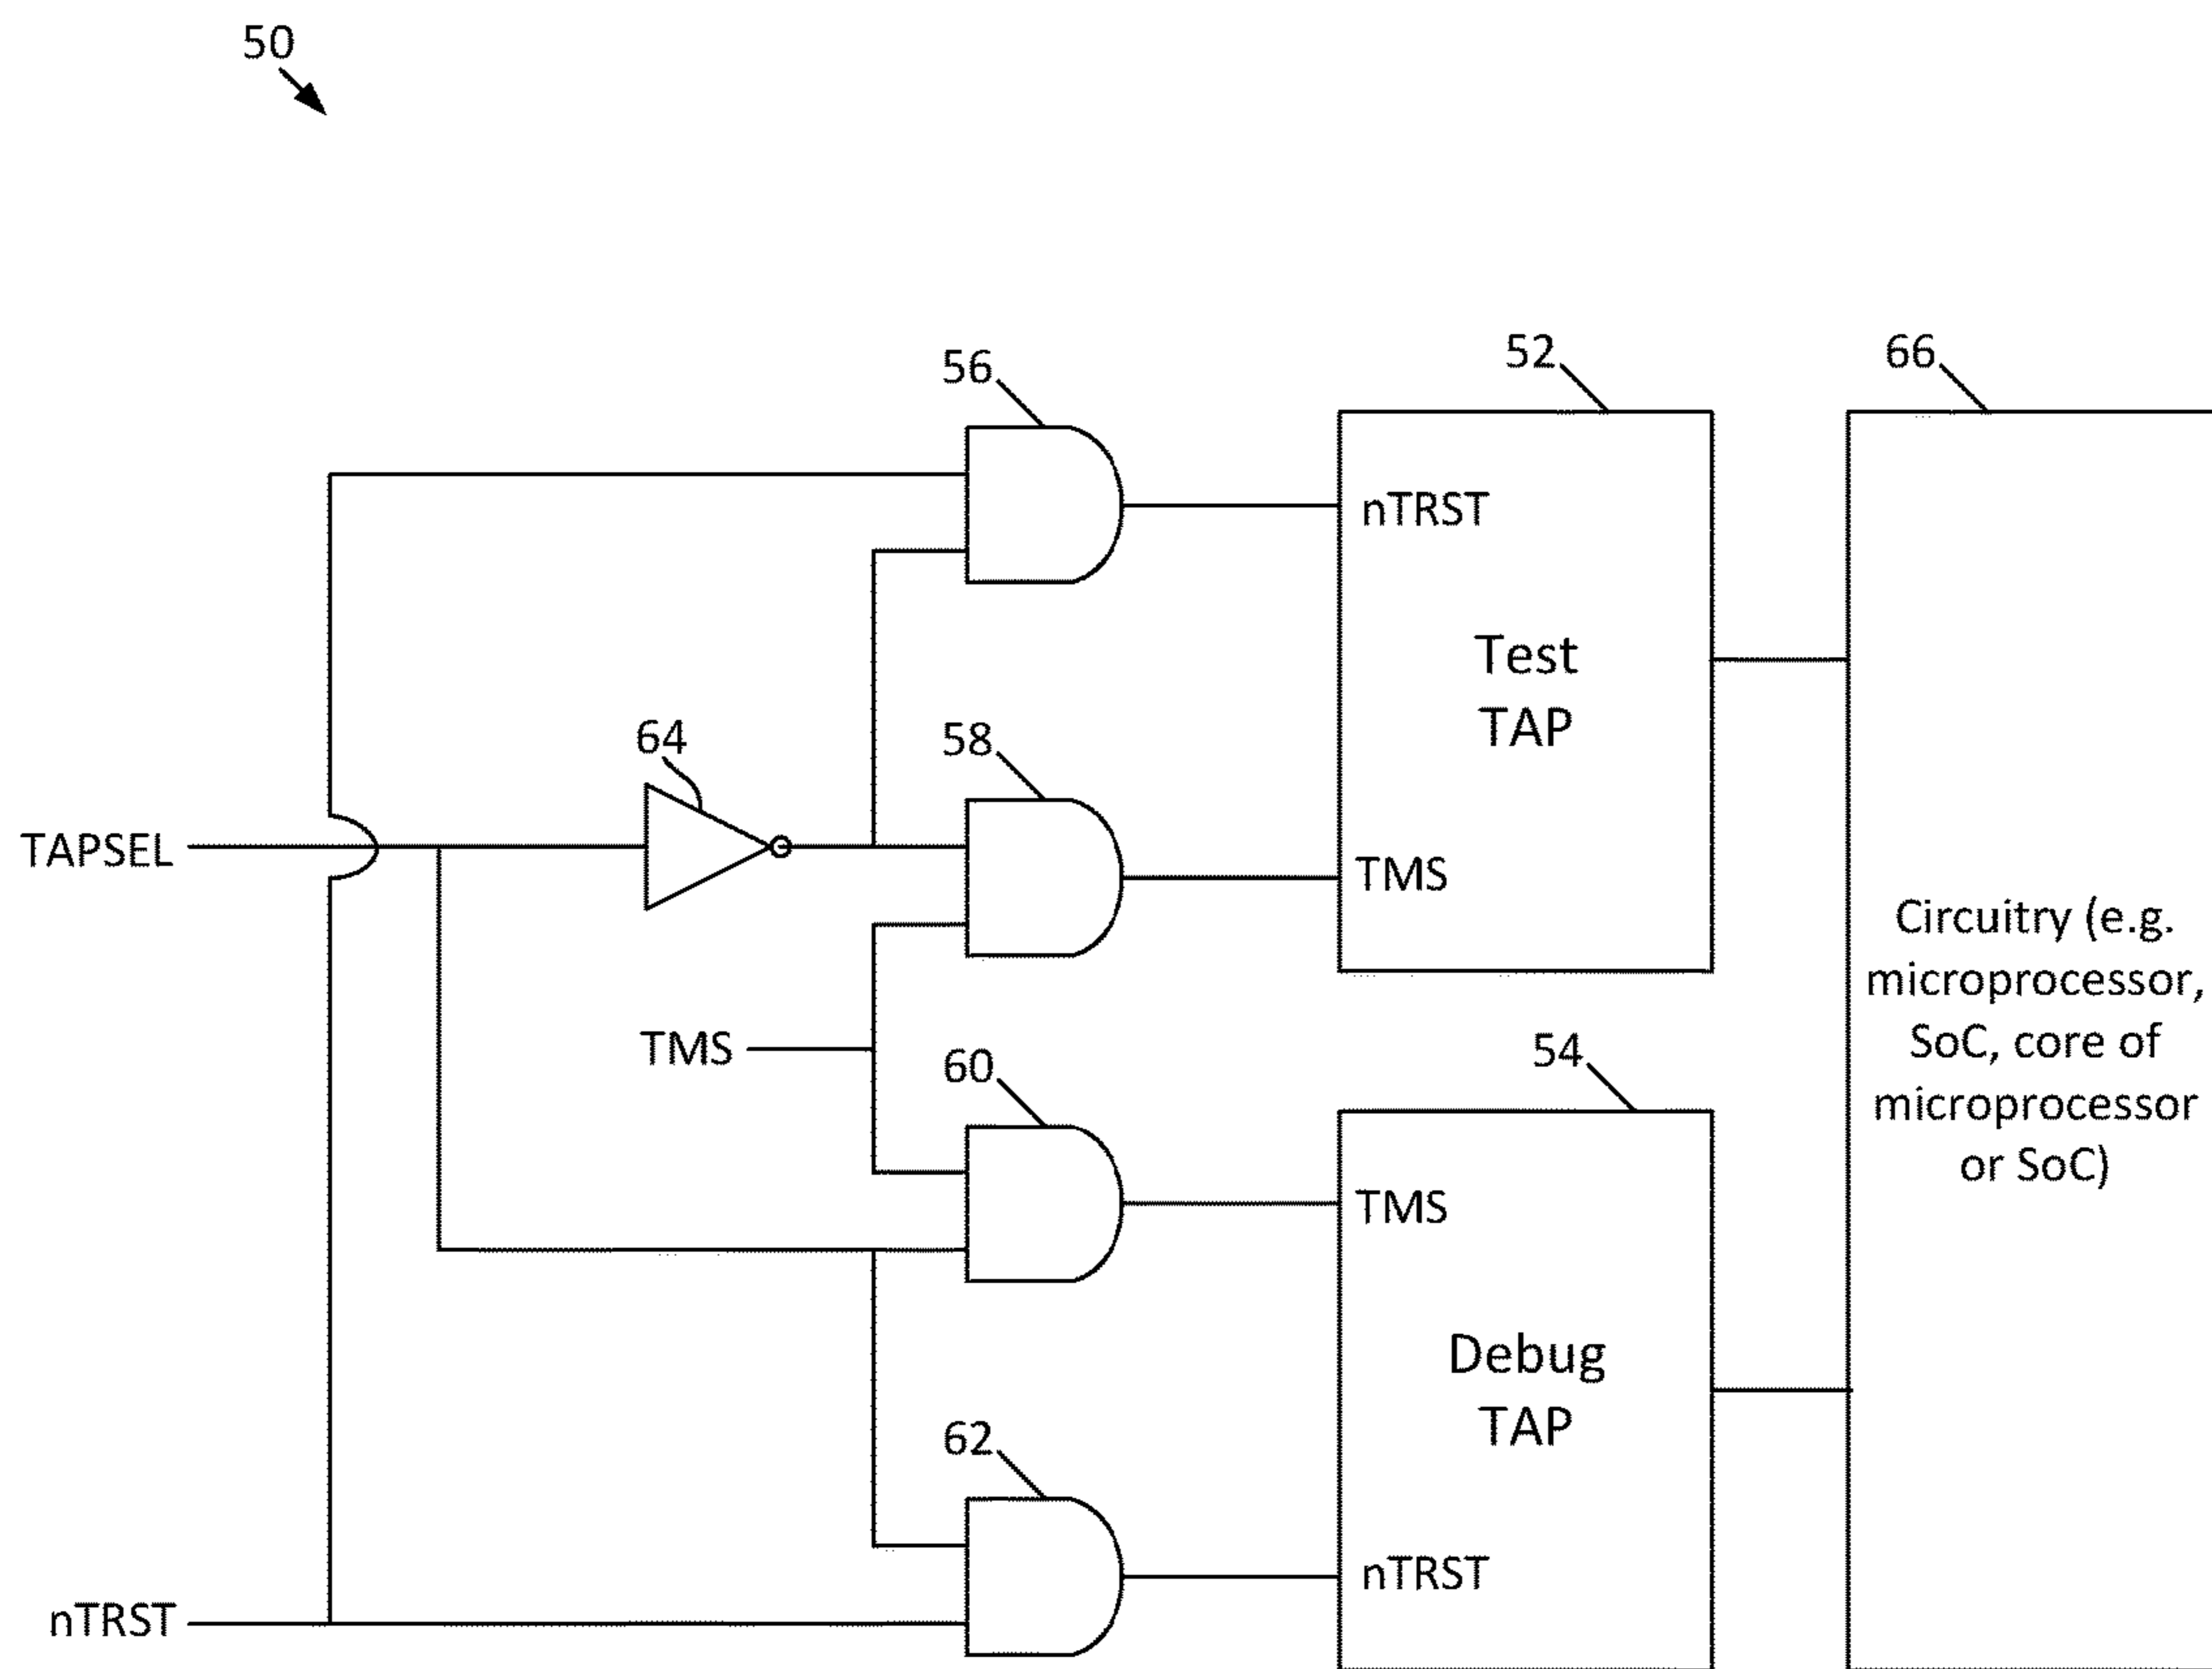 50
56
52
66
nTRST
Test
TAP
64
58
TAPSEL
TMS
Circuitry (e.g.
microprocessor,
SoC, core of
microprocessor
or SoC)
TMS
60
54
TMS
Debug
TAP
62
nTRST
nTRST